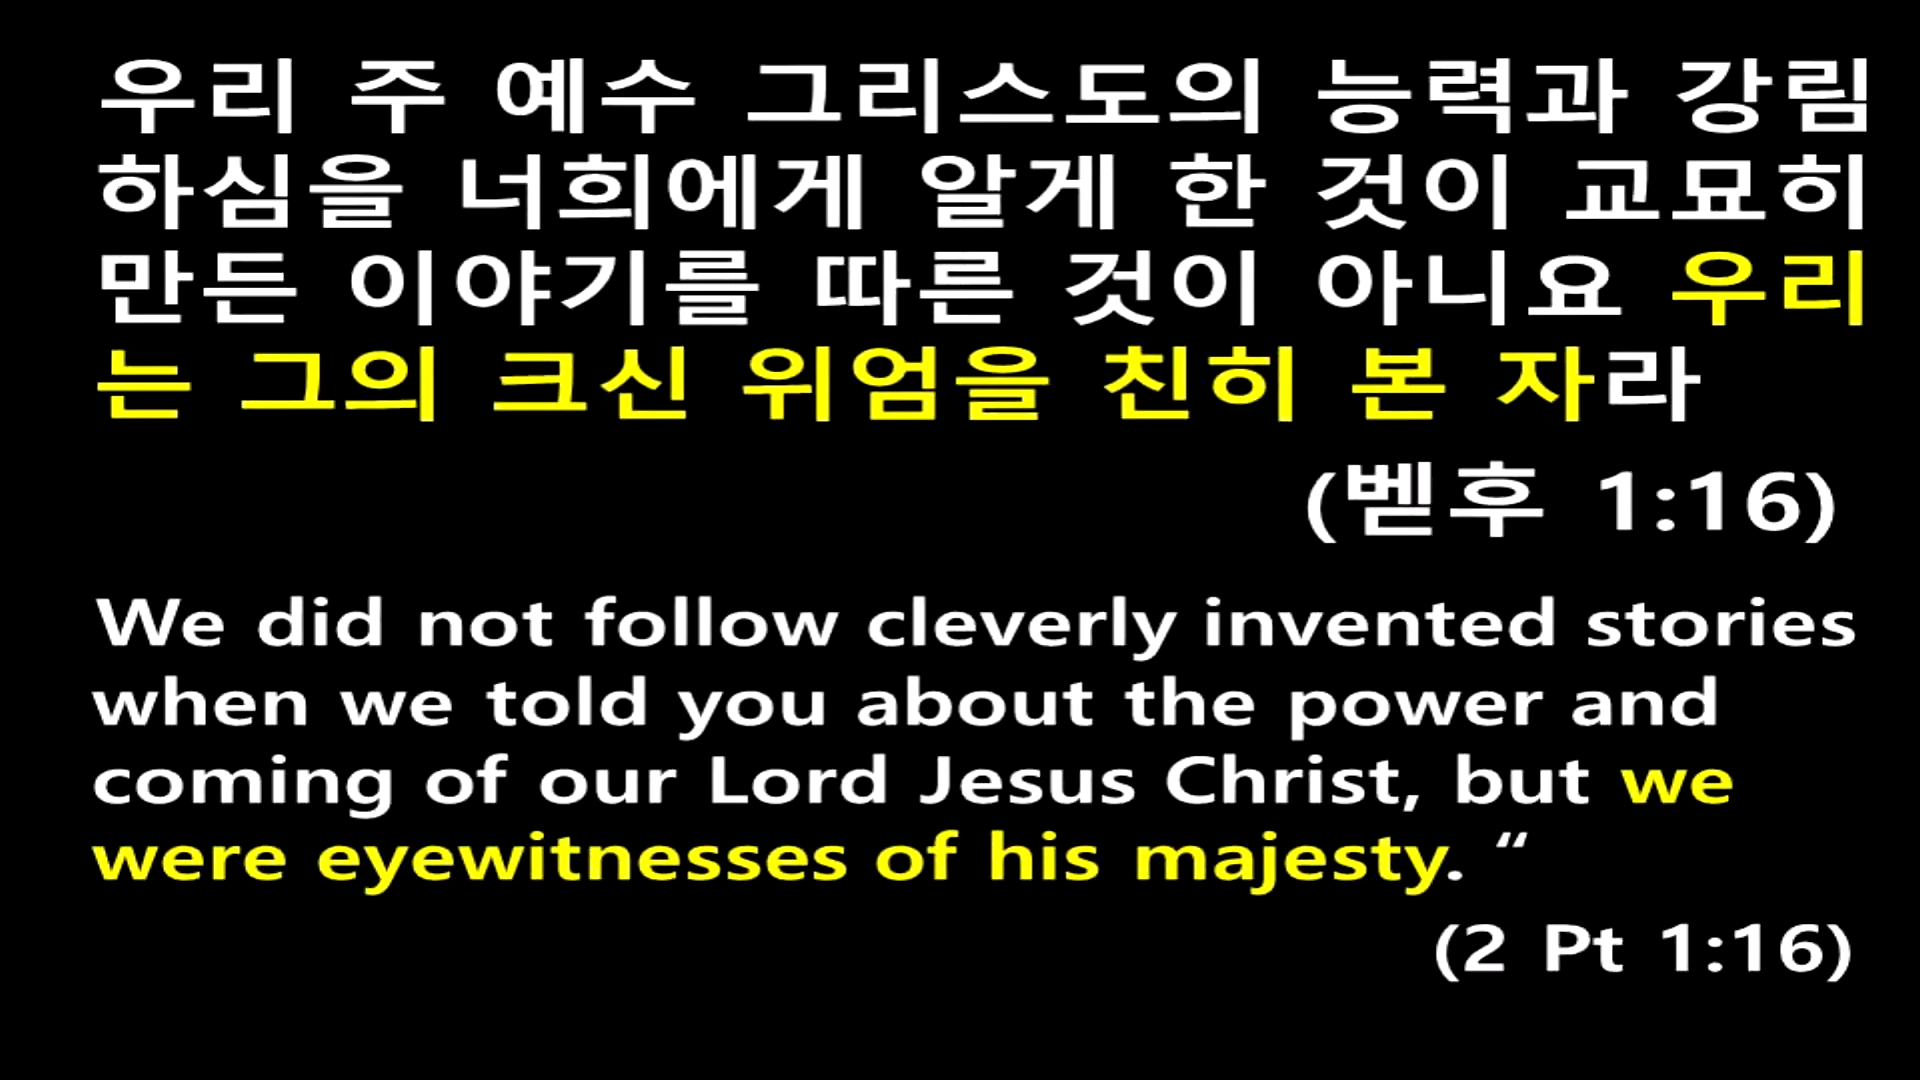 우리 주 예수 그리스도의 능력과 강림
하심을 너희에게 알게 한 것이 교묘히
만든 이야기를 따른 것이 아니요 우리
는 그의 크신 위엄을 친히 본 자라
(벧후 1:16)
We did not follow cleverly invented stories
when we told you about the power and
coming of our Lord Jesus Christ, but we
were eyewitnesses of his majesty. “
(2 Pt 1:16)